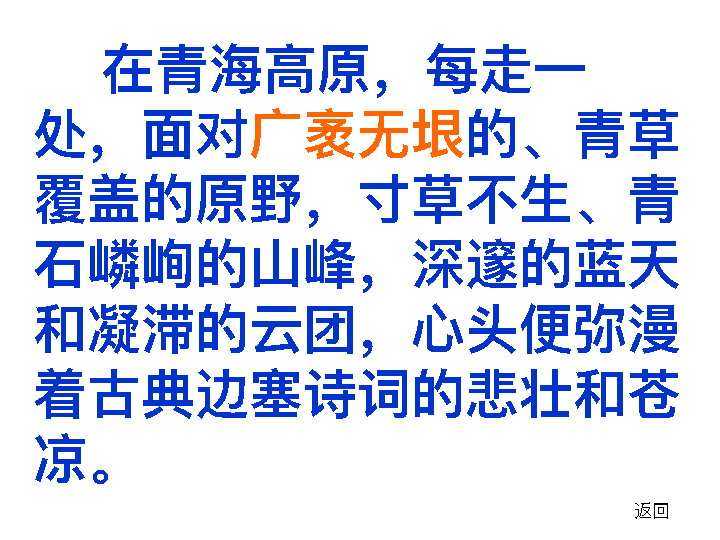 在青海高原，每走一
处，面对广袤无垠的、青草
覆盖的原野，寸草不生、青
石嶙峋的山峰，深邃的蓝天
和凝滞的云团，心头便弥漫
着古典边塞诗词的悲壮和苍
凉。
返回